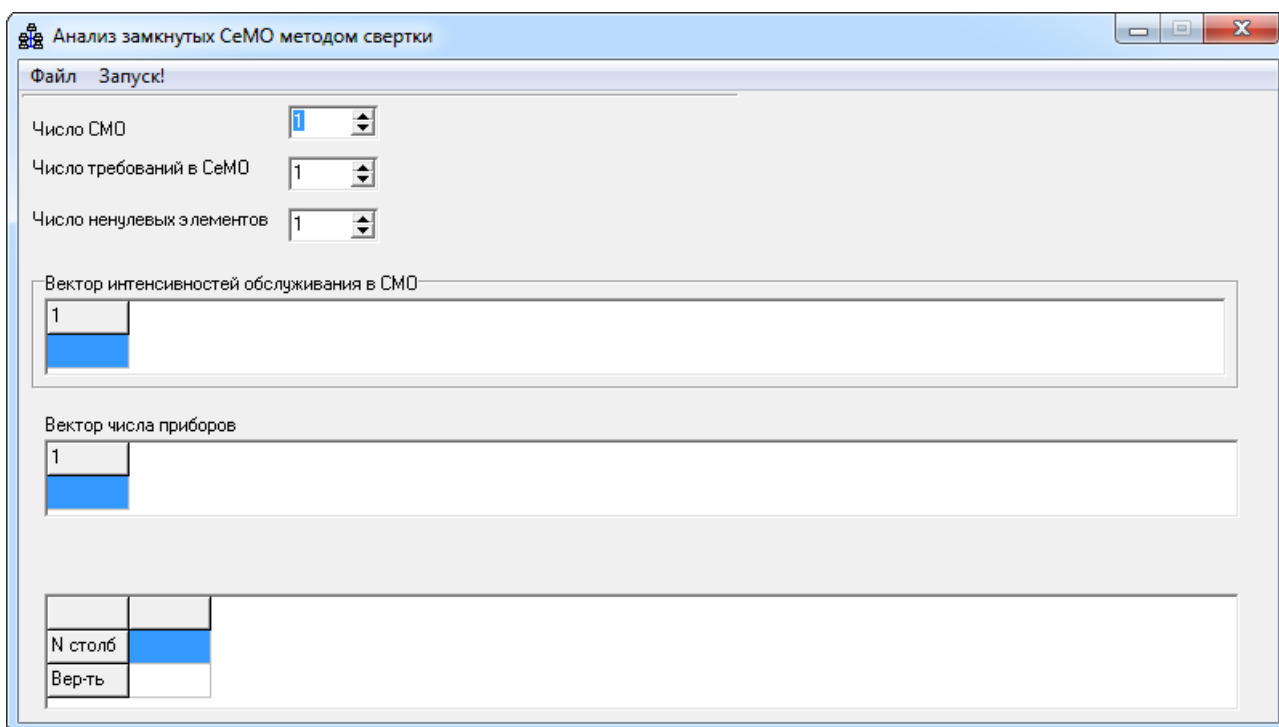 Анализ замкнутых СеМО методом свертки
Файл Запуск!
Число СМО 1
Число требований в СеМО 1
Число ненулевых элементов 1
Вектор интенсивностей обслуживания в СМО
1
Вектор числа приборов
1
N столб
Вер-ть